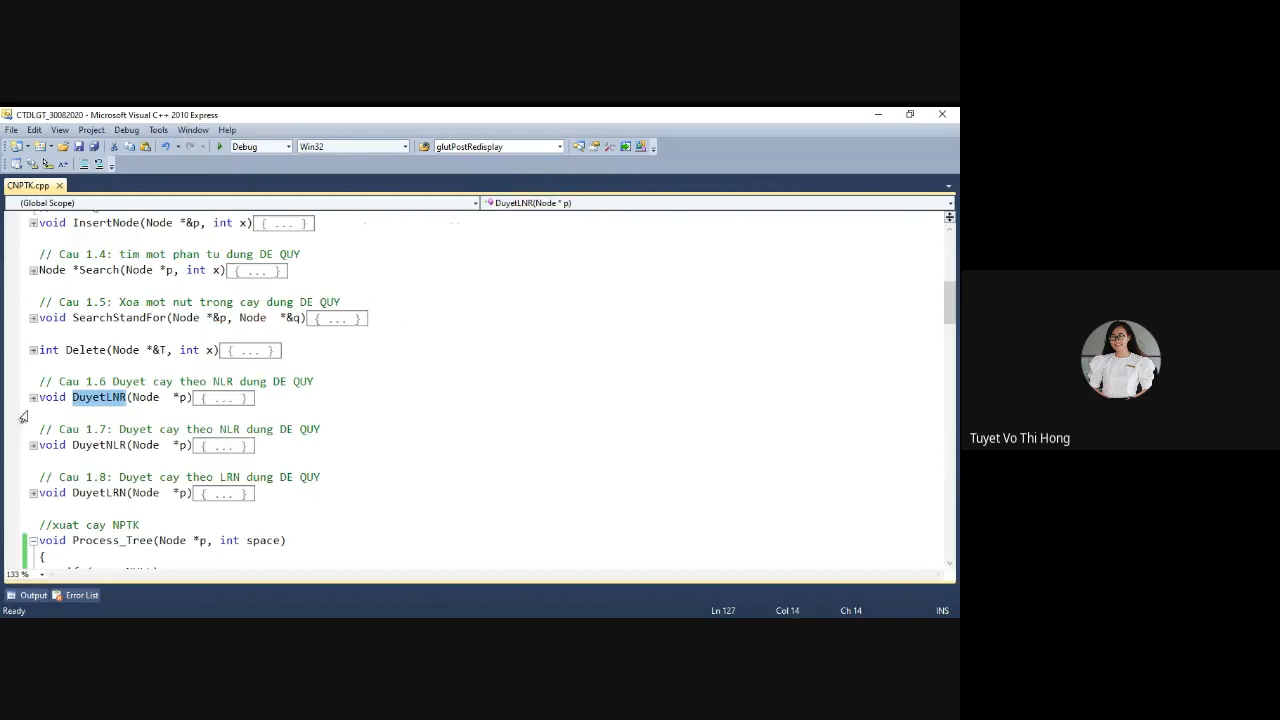 CTDLGT_30082020 - Microsoft Visual C++ 2010 Express
File Edit View Project Debug Tools Window Help
Debug Win32 glutPostRedisplay
CNPTK.cpp
(Global Scope) DuyetLNR(Node * p)
void InsertNode(Node *&p, int x){ ... }
// Cau 1.4: tim mot phan tu dung DE QUY
Node *Search(Node *p, int x){ ... }
// Cau 1.5: Xoa mot nut trong cay dung DE QUY
void SearchStandFor(Node *&p, Node *&q){ ... }
int Delete(Node *&T, int x){ ... }
// Cau 1.6 Duyet cay theo NLR dung DE QUY
void DuyetLNR(Node *p){ ... }
// Cau 1.7: Duyet cay theo NLR dung DE QUY
void DuyetNLR(Node *p){ ... }
// Cau 1.8: Duyet cay theo LRN dung DE QUY
void DuyetLRN(Node *p){ ... }
//xuat cay NPTK
void Process_Tree(Node *p, int space)
{
133 %
Output Error List
Ready Ln 127 Col 14 Ch 14 INS
Tuyet Vo Thi Hong